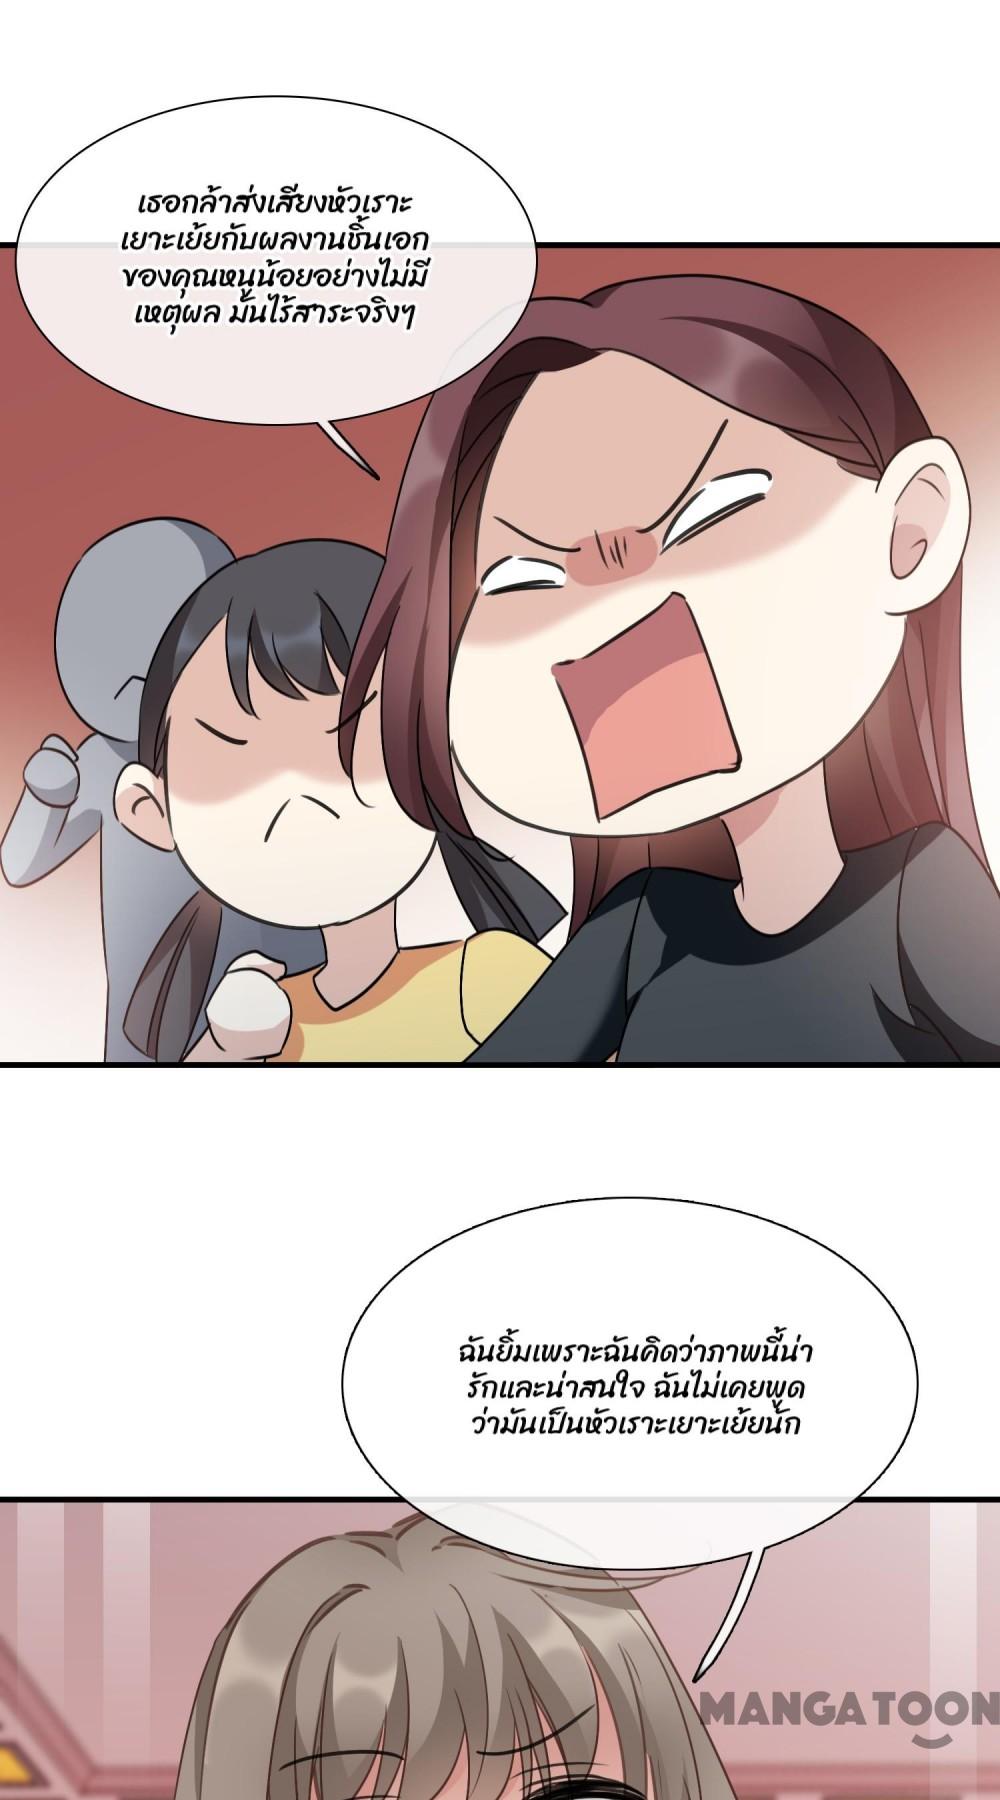 เธอกล้าส่งเสียงหัวเราะ
เยาะเย้ยกับผลงานชิ้นเอก
ของคุณหนูน้อยอย่างไม่มี
เหตุผล มันไร้สาระจริงๆ
ฉันยิ้มเพราะฉันคิดว่าภาพนี้น่า
รักและน่าสนใจ ฉันไม่เคยพูด
ว่ามันเป็นหัวเราะเยาะเย้ยนัก
MANGATOON